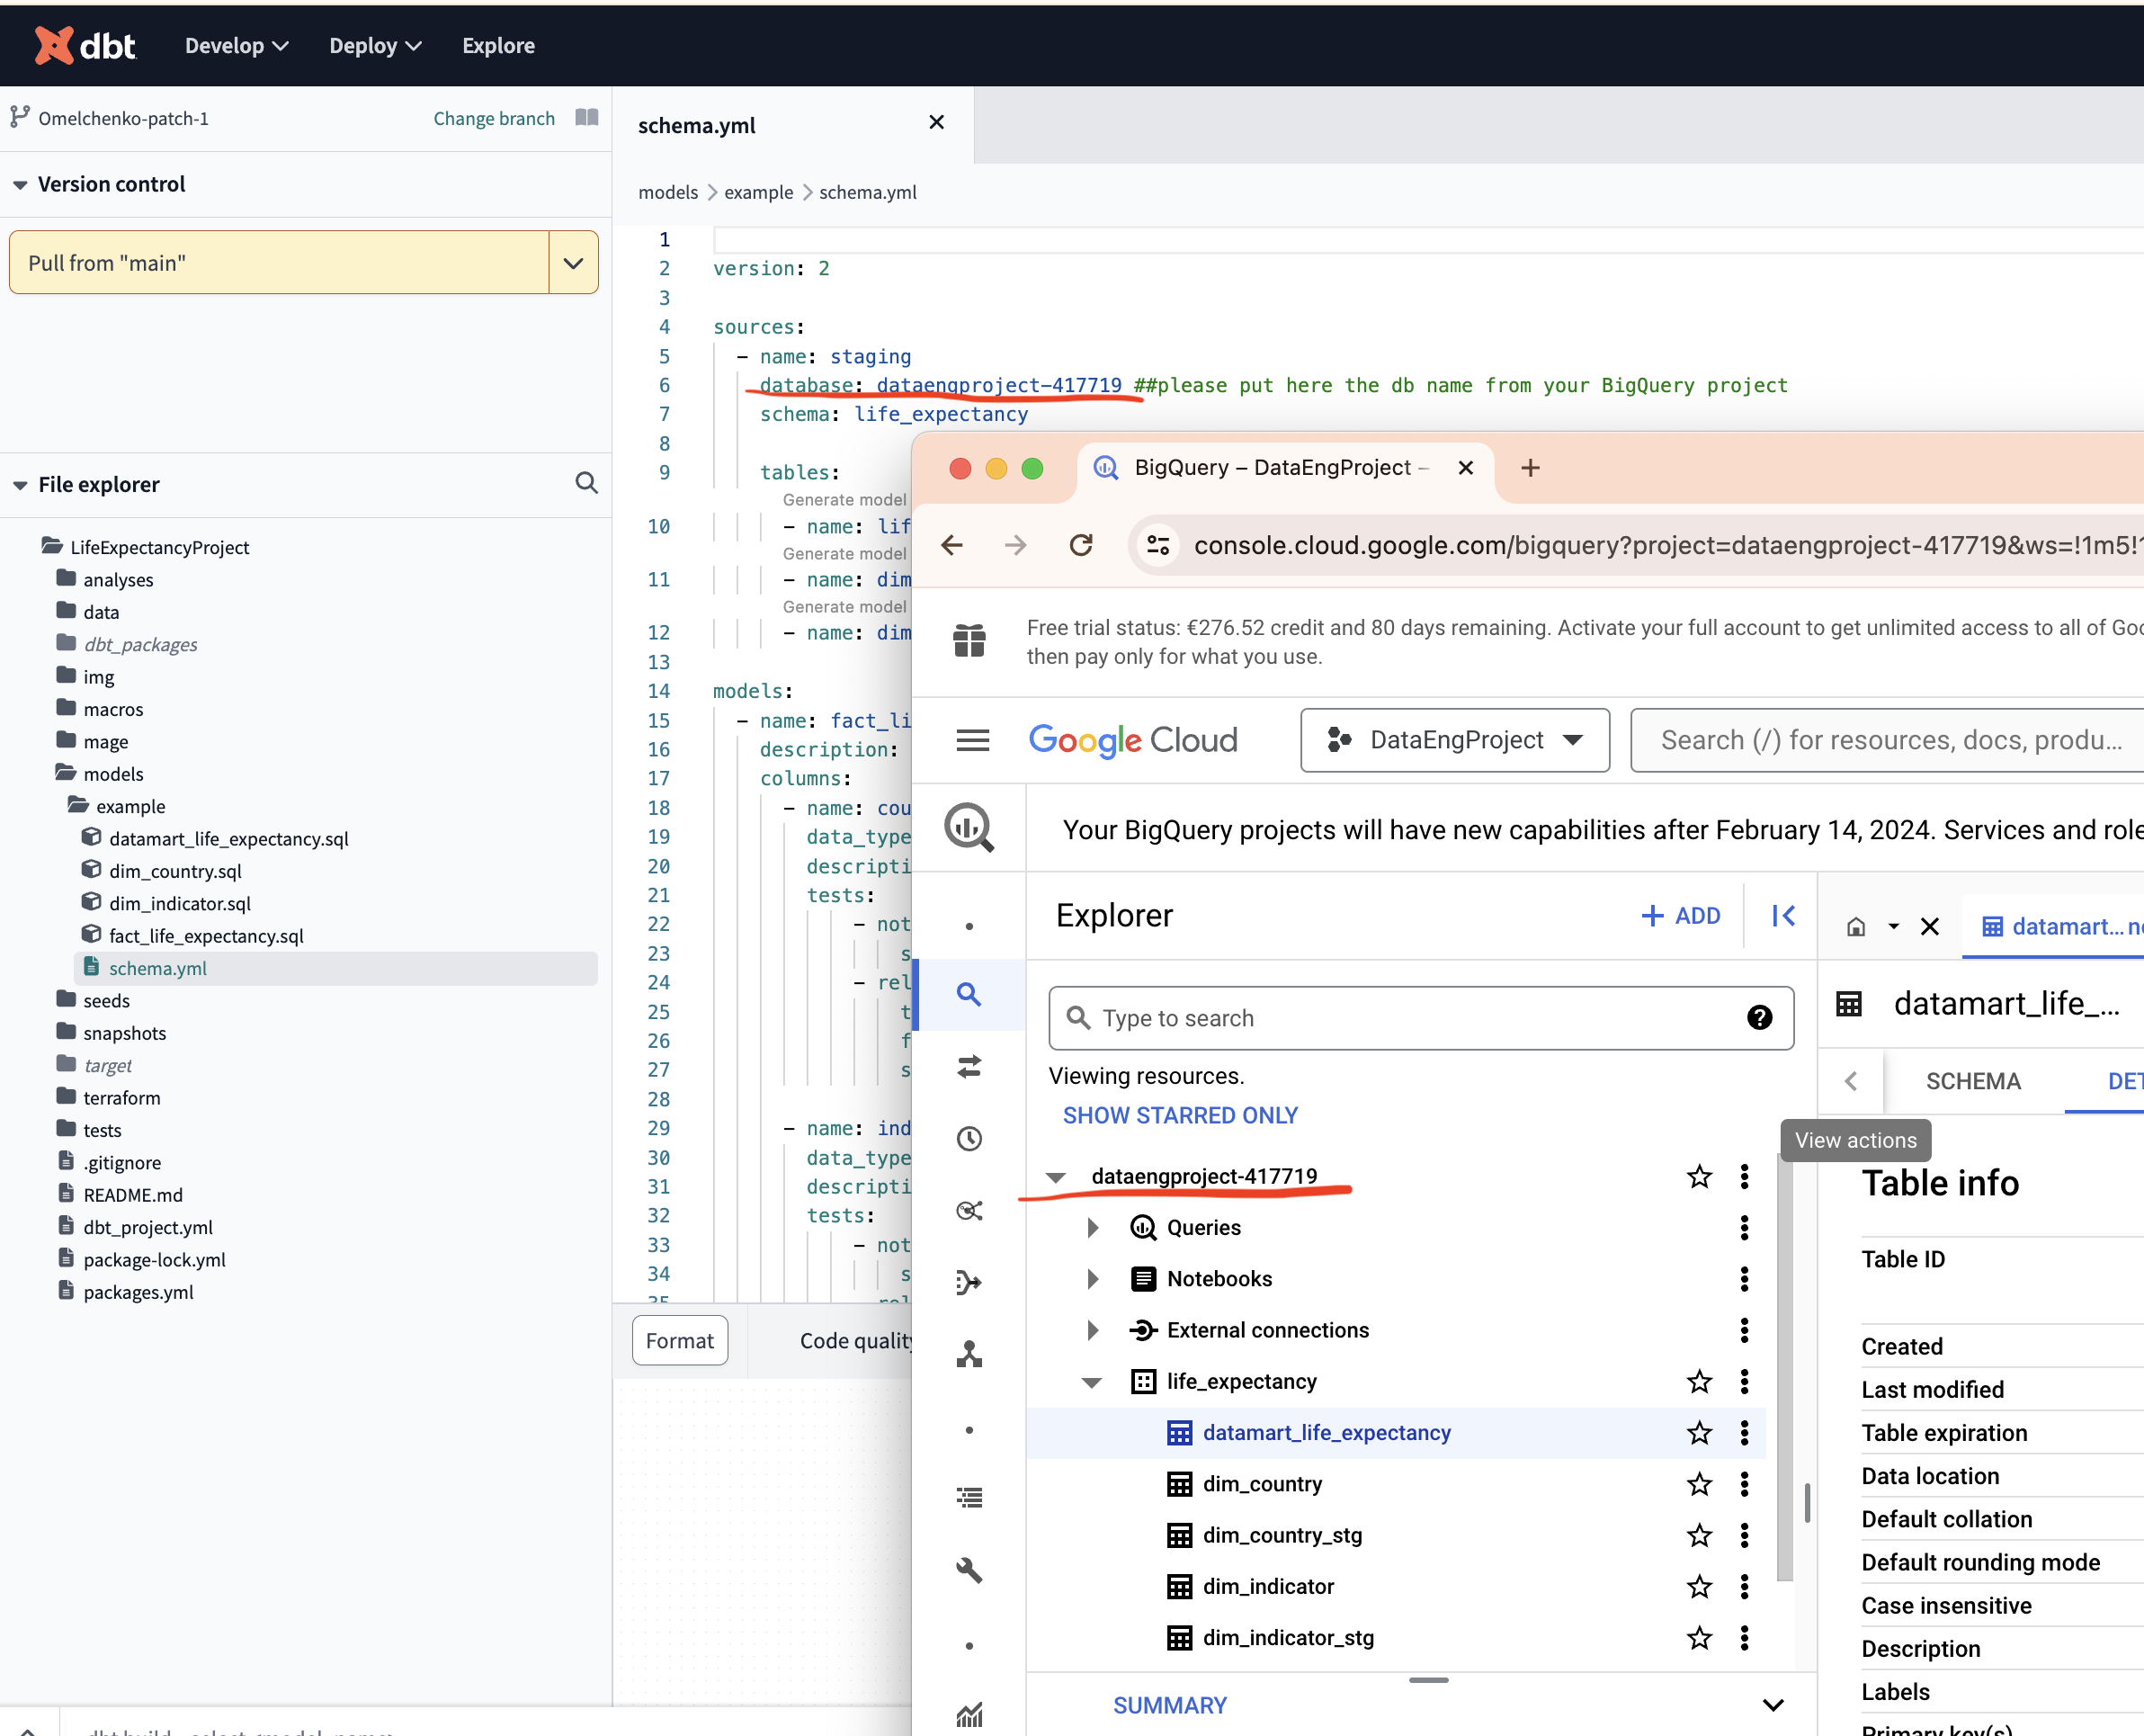 dbt
Develop Deploy Explore
Omelchenko-patch-1 Change branch
Version control
Pull from "main"
File explorer
LifeExpectancyProject
analyses
data
dbt_packages
img
macros
mage
models
example
datamart_life_expectancy.sql
dim_country.sql
dim_indicator.sql
fact_life_expectancy.sql
schema.yml
seeds
snapshots
target
terraform
tests
.gitignore
README.md
dbt_project.yml
package-lock.yml
packages.yml
schema.yml
models > example > schema.yml
1
2 version: 2
3
4 sources:
5 - name: staging
6 database: dataengproject-417719 ##please put here the db name from your BigQuery project
7 schema: life_expectancy
8
9 tables:
Generate model
10 - name: lif
Generate model
11 - name: dim
Generate model
12 - name: dim
13
14 models:
15 - name: fact_li
16 description:
17 columns:
18 - name: cou
19 data_type
20 descripti
21 tests:
22 - not
23 s
24 - rel
25 t
26 f
27 s
28
29 - name: ind
30 data_type
31 descripti
32 tests:
33 - not
34 s
35 rel
Format Code quality
BigQuery – DataEngProject –
console.cloud.google.com/bigquery?project=dataengproject-417719&ws=!1m5!1
Free trial status: €276.52 credit and 80 days remaining. Activate your full account to get unlimited access to all of Goo
then pay only for what you use.
Google Cloud DataEngProject Search (/) for resources, docs, produ...
Your BigQuery projects will have new capabilities after February 14, 2024. Services and role
Explorer + ADD
Type to search
Viewing resources.
SHOW STARRED ONLY
dataengproject-417719
Queries
Notebooks
External connections
life_expectancy
datamart_life_expectancy
dim_country
dim_country_stg
dim_indicator
dim_indicator_stg
SUMMARY
datamart... n
datamart_life_...
SCHEMA DET
View actions
Table info
Table ID
Created
Last modified
Table expiration
Data location
Default collation
Default rounding mode
Case insensitive
Description
Labels
Primary key(s)